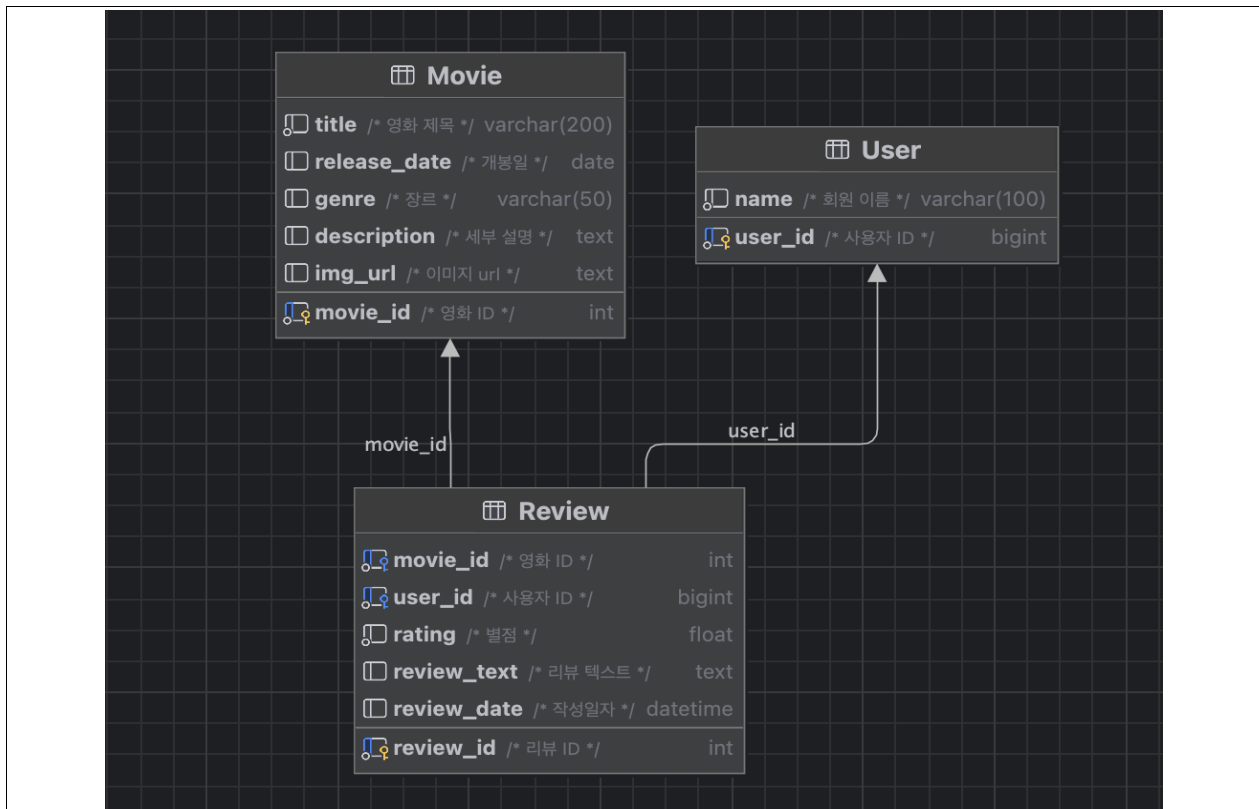 Movie
title /* 영화 제목 */ varchar(200)
release_date /* 개봉일 */ date
genre /* 장르 */ varchar(50)
description /* 세부 설명 */ text
img_url /* 이미지 url */ text
movie_id /* 영화 ID */ int
User
name /* 회원 이름 */ varchar(100)
user_id /* 사용자 ID */ bigint
movie_id
user_id
Review
movie_id /* 영화 ID */ int
user_id /* 사용자 ID */ bigint
rating /* 별점 */ float
review_text /* 리뷰 텍스트 */ text
review_date /* 작성일자 */ datetime
review_id /* 리뷰 ID */ int